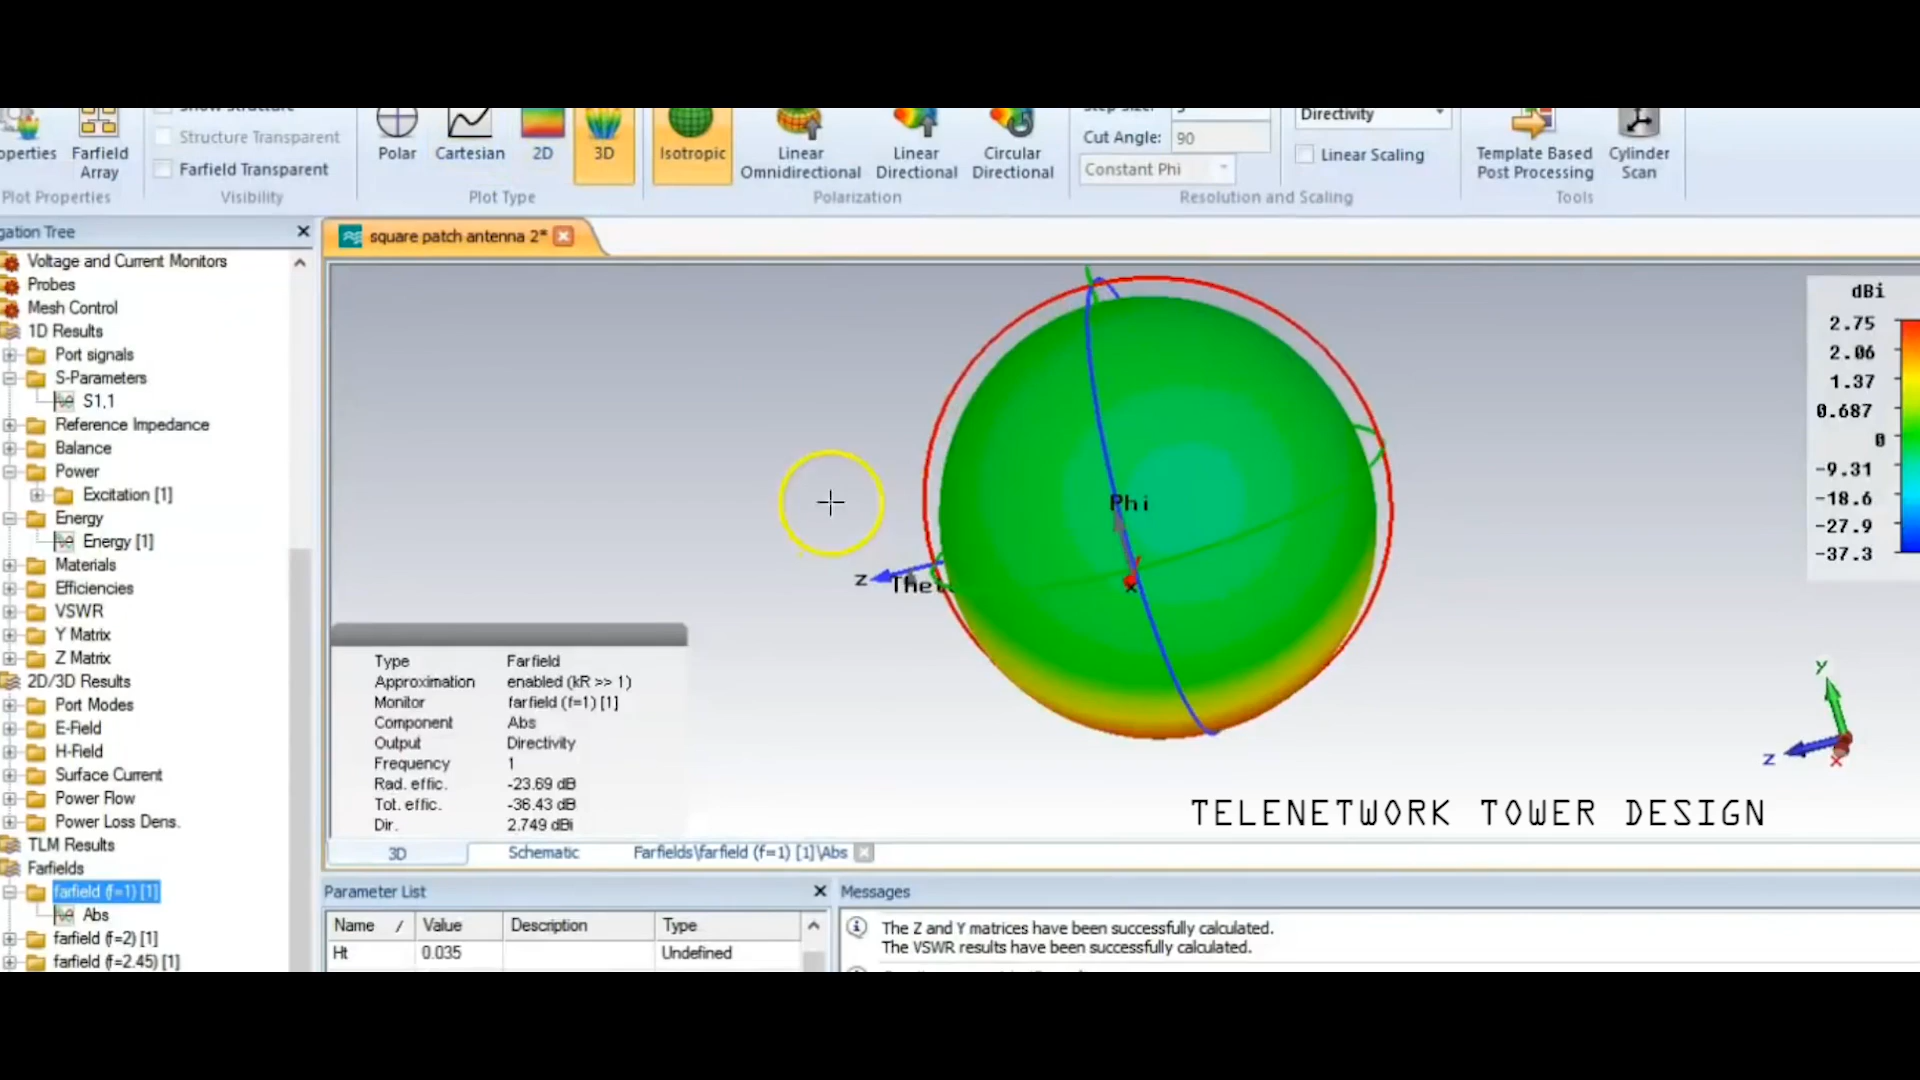 Structure Transparent
Farfield Transparent
Visibility
Farfield Array
Plot Properties
Polar
Cartesian
2D
3D
Plot Type
Isotropic
Linear Omnidirectional
Linear Directional
Circular Directional
Polarization
Cut Angle: 90
Constant Phi
Directivity
Linear Scaling
Resolution and Scaling
Template Based Post Processing
Cylinder Scan
Tools
gation Tree
square patch antenna 2*
Voltage and Current Monitors
Probes
Mesh Control
1D Results
Port signals
S-Parameters
S1,1
Reference Impedance
Balance
Power
Excitation [1]
Energy
Energy [1]
Materials
Efficiencies
VSWR
Y Matrix
Z Matrix
2D/3D Results
Port Modes
E-Field
H-Field
Surface Current
Power Flow
Power Loss Dens.
TLM Results
Farfields
farfield (f=1) [1]
Abs
farfield (f=2) [1]
farfield (f=2.45) [1]
Phi
z
x
dBi
2.75
2.06
1.37
0.687
0
-9.31
-18.6
-27.9
-37.3
Type Farfield
Approximation enabled (kR >> 1)
Monitor farfield (f=1) [1]
Component Abs
Output Directivity
Frequency 1
Rad. effic. -23.69 dB
Tot. effic. -36.43 dB
Dir. 2.749 dBi
y
z
x
TELENETWORK TOWER DESIGN
3D
Schematic
Farfields\farfield (f=1) [1]\Abs
Parameter List
Name / Value Description Type
Ht 0.035 Undefined
Messages
The Z and Y matrices have been successfully calculated.
The VSWR results have been successfully calculated.